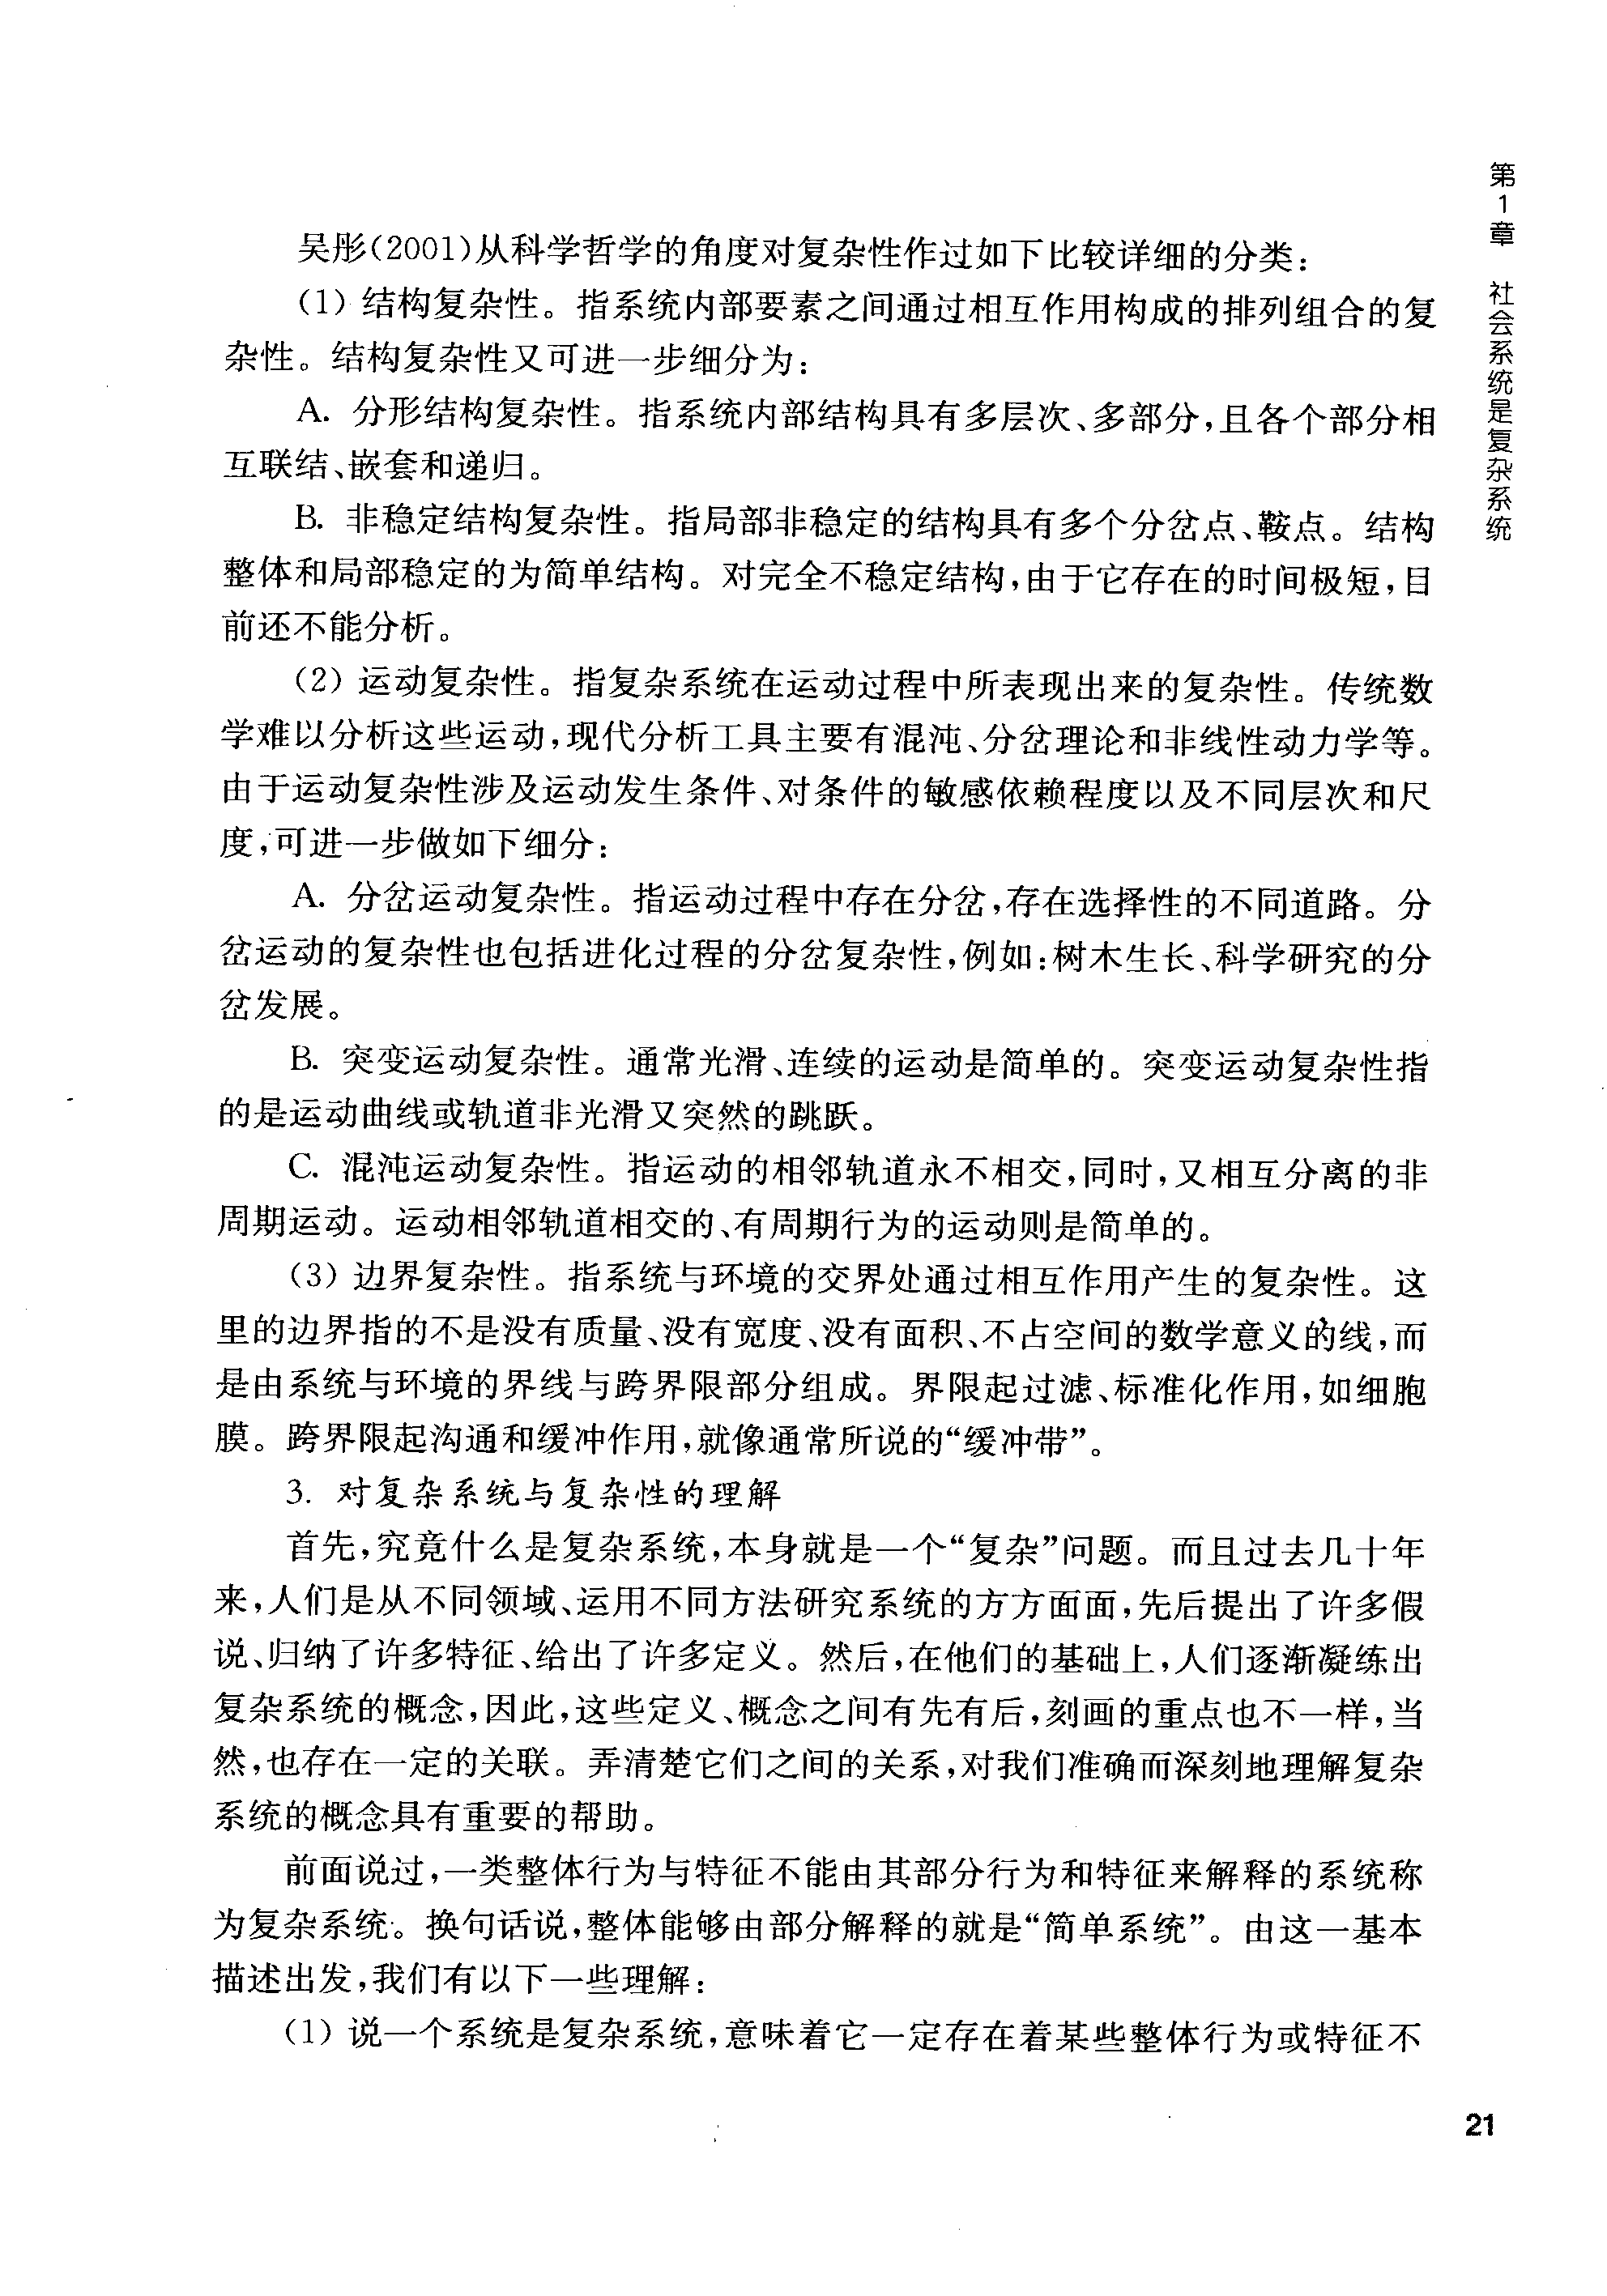 第1章 社会系统是复杂系统
吴彤(2001)从科学哲学的角度对复杂性作过如下比较详细的分类：
(1) 结构复杂性。指系统内部要素之间通过相互作用构成的排列组合的复
杂性。结构复杂性又可进一步细分为：
A. 分形结构复杂性。指系统内部结构具有多层次、多部分,且各个部分相
互联结、嵌套和递归。
B. 非稳定结构复杂性。指局部非稳定的结构具有多个分岔点、鞍点。结构
整体和局部稳定的为简单结构。对完全不稳定结构,由于它存在的时间极短,目
前还不能分析。
(2) 运动复杂性。指复杂系统在运动过程中所表现出来的复杂性。传统数
学难以分析这些运动,现代分析工具主要有混沌、分岔理论和非线性动力学等。
由于运动复杂性涉及运动发生条件、对条件的敏感依赖程度以及不同层次和尺
度,可进一步做如下细分：
A. 分岔运动复杂性。指运动过程中存在分岔,存在选择性的不同道路。分
岔运动的复杂性也包括进化过程的分岔复杂性,例如:树木生长、科学研究的分
岔发展。
B. 突变运动复杂性。通常光滑、连续的运动是简单的。突变运动复杂性指
的是运动曲线或轨道非光滑又突然的跳跃。
C. 混沌运动复杂性。指运动的相邻轨道永不相交,同时,又相互分离的非
周期运动。运动相邻轨道相交的、有周期行为的运动则是简单的。
(3) 边界复杂性。指系统与环境的交界处通过相互作用产生的复杂性。这
里的边界指的不是没有质量、没有宽度、没有面积、不占空间的数学意义的线,而
是由系统与环境的界线与跨界限部分组成。界限起过滤、标准化作用,如细胞
膜。跨界限起沟通和缓冲作用,就像通常所说的“缓冲带”。
3. 对复杂系统与复杂性的理解
首先,究竟什么是复杂系统,本身就是一个“复杂”问题。而且过去几十年
来,人们是从不同领域、运用不同方法研究系统的方方面面,先后提出了许多假
说、归纳了许多特征、给出了许多定义。然后,在他们的基础上,人们逐渐凝练出
复杂系统的概念,因此,这些定义、概念之间有先有后,刻画的重点也不一样,当
然,也存在一定的关联。弄清楚它们之间的关系,对我们准确而深刻地理解复杂
系统的概念具有重要的帮助。
前面说过,一类整体行为与特征不能由其部分行为和特征来解释的系统称
为复杂系统。换句话说,整体能够由部分解释的就是“简单系统”。由这一基本
描述出发,我们有以下一些理解：
(1) 说一个系统是复杂系统,意味着它一定存在着某些整体行为或特征不
21